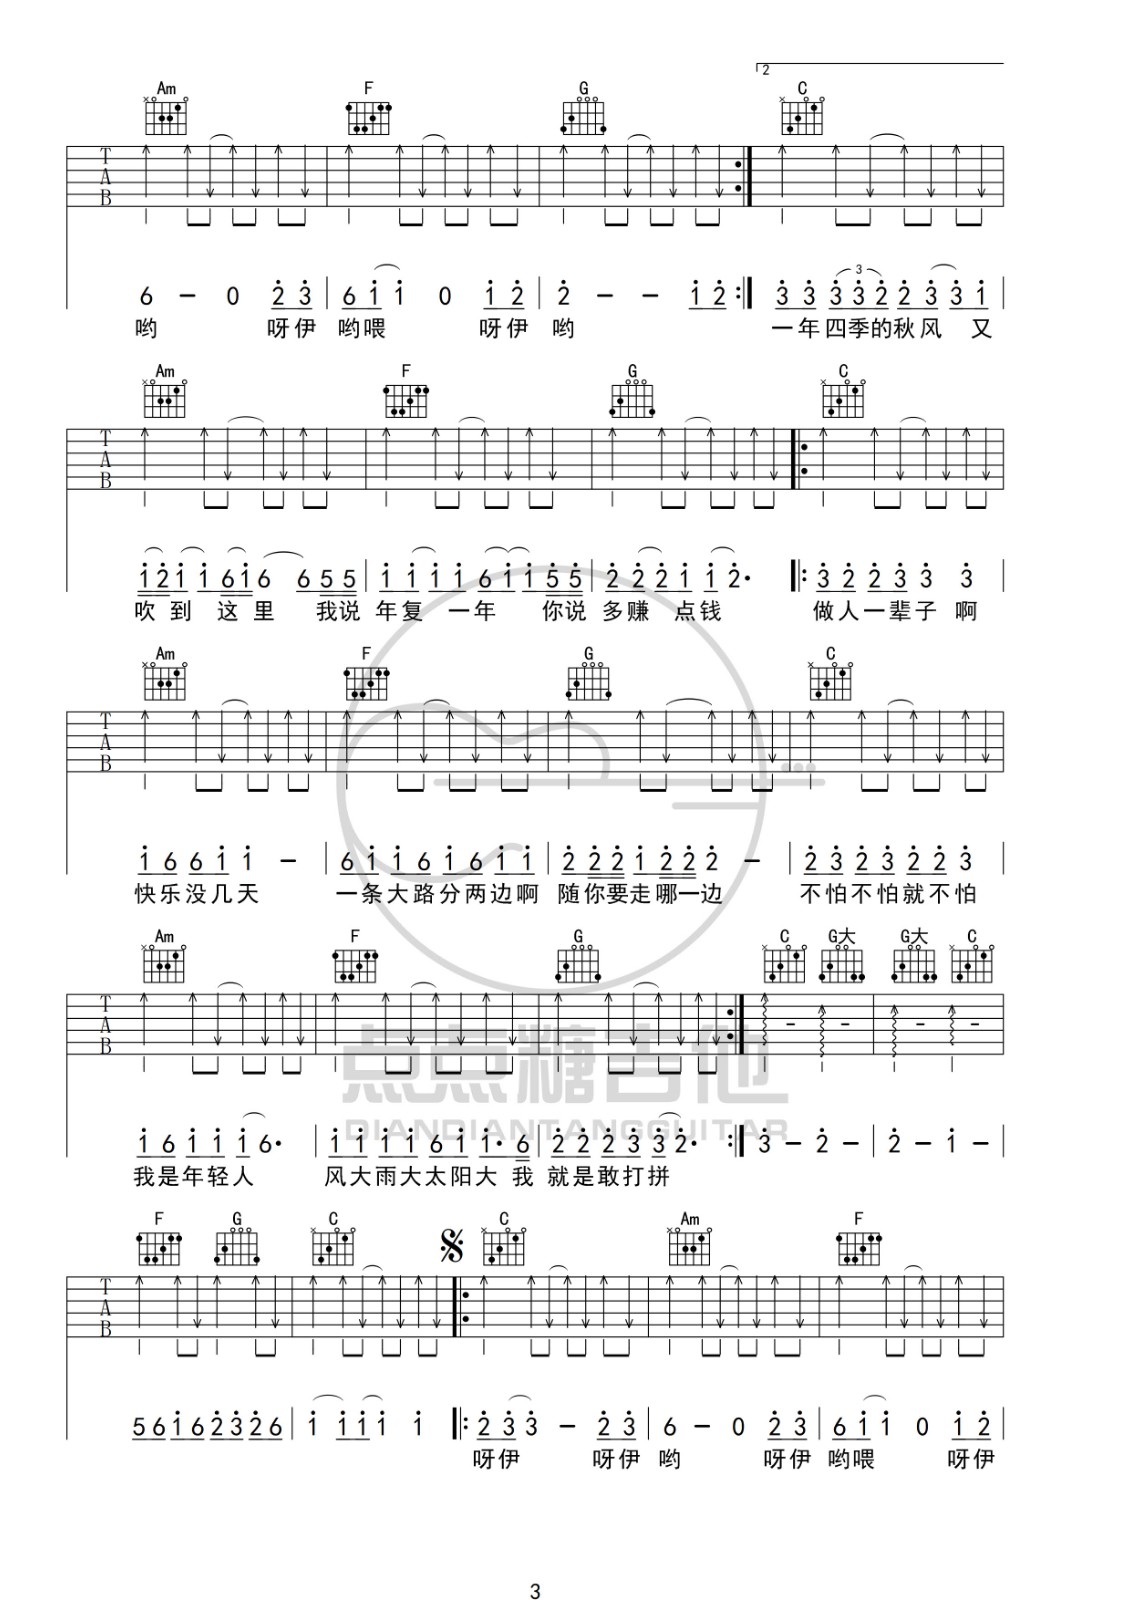 2
Am F G C
T
A
B
6 – 0 2 3 | 6 1 1 0 1 2 | 2 – – 1 2 :| 3 3 3 3 2 2 3 3 1 |
3
哟 呀伊 哟喂 呀伊 哟 一年四季的秋风 又
Am F G C
T
A
B
1 2 1 1 6 1 6 6 5 5 | 1 1 1 1 6 1 1 5 5 | 2 2 2 1 1 2· |: 3 2 2 3 3 3
吹 到 这 里 我说 年复 一年 你说 多赚 点钱 做人一辈子 啊
Am F G C
T
A
B
1 6 6 1 1 – | 6 1 1 6 1 6 1 1 | 2 2 2 1 2 2 2 – | 2 3 2 3 2 2 3 |
快乐没几天 一条大路分两边啊 随你要走哪一边 不怕不怕就不怕
Am F G C G大 G大 C
T
A
B
- - - -
点点糖吉他
DIANDIANTANGGUITAR
1 6 1 1 1 6· | 1 1 1 1 6 1 1· 6 | 2 2 2 3 3 2· :| 3 – 2 – | 2 – 1 – |
我是年轻人 风大雨大太阳大 我 就是敢打拼
F G C C Am F
T
A
B
5 6 1 6 2 3 2 6 | 1 1 1 1 1 |: 2 3 3 – 2 3 | 6 – 0 2 3 | 6 1 1 0 1 2 |
呀伊 呀伊 哟 呀伊 哟喂 呀伊
3